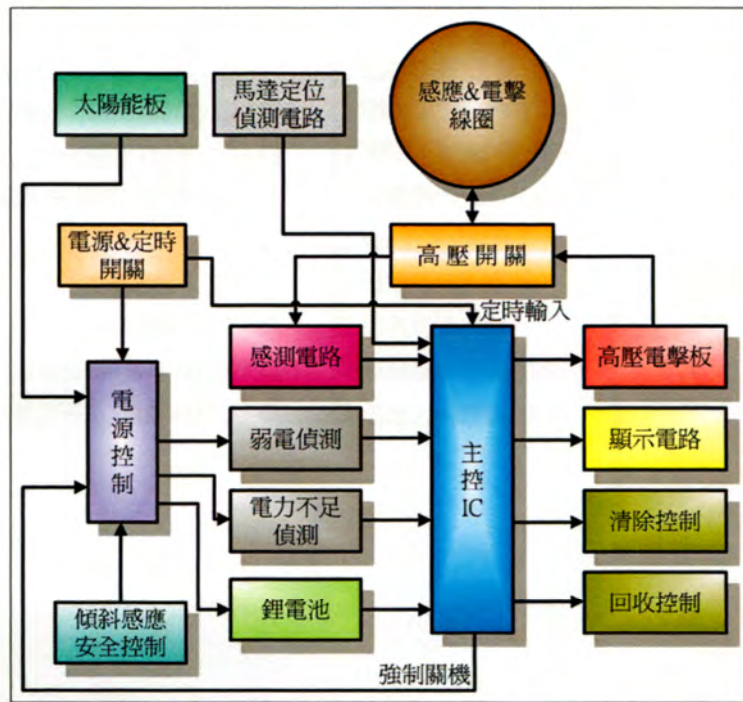 太陽能板
馬達定位
偵測電路
感應&電擊
線圈
電源&定時
開關
高壓開關
定時輸入
感測電路
高壓電擊板
電源控制
弱電偵測
主控IC
顯示電路
電力不足
偵測
清除控制
傾斜感應
安全控制
鋰電池
回收控制
強制關機